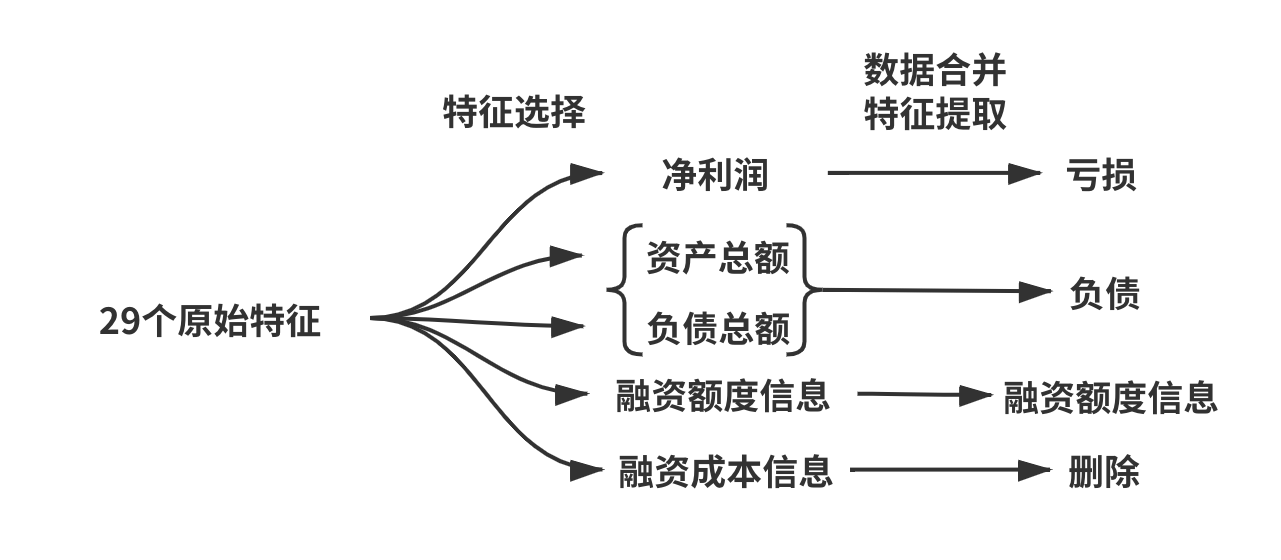 数据合并
特征提取
特征选择
净利润
亏损
资产总额
负债
29个原始特征
负债总额
融资额度信息
融资额度信息
融资成本信息
删除